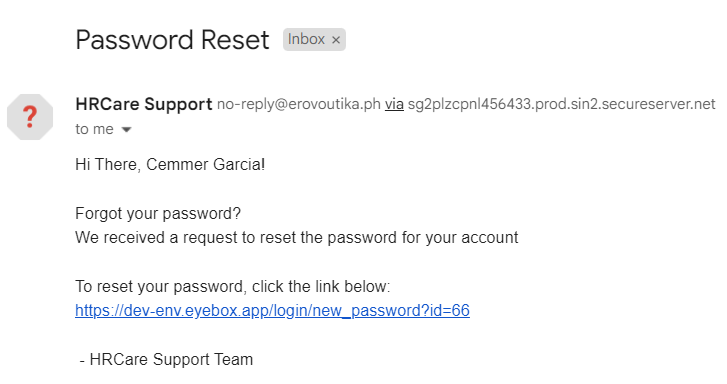 Password Reset Inbox ×
HRCare Support no-reply@erovoutika.ph via sg2plzcpnl456433.prod.sin2.secureserver.net
?
to me
Hi There, Cemmer Garcia!
Forgot your password?
We received a request to reset the password for your account
To reset your password, click the link below:
https://dev-env.eyebox.app/login/new_password?id=66
- HRCare Support Team